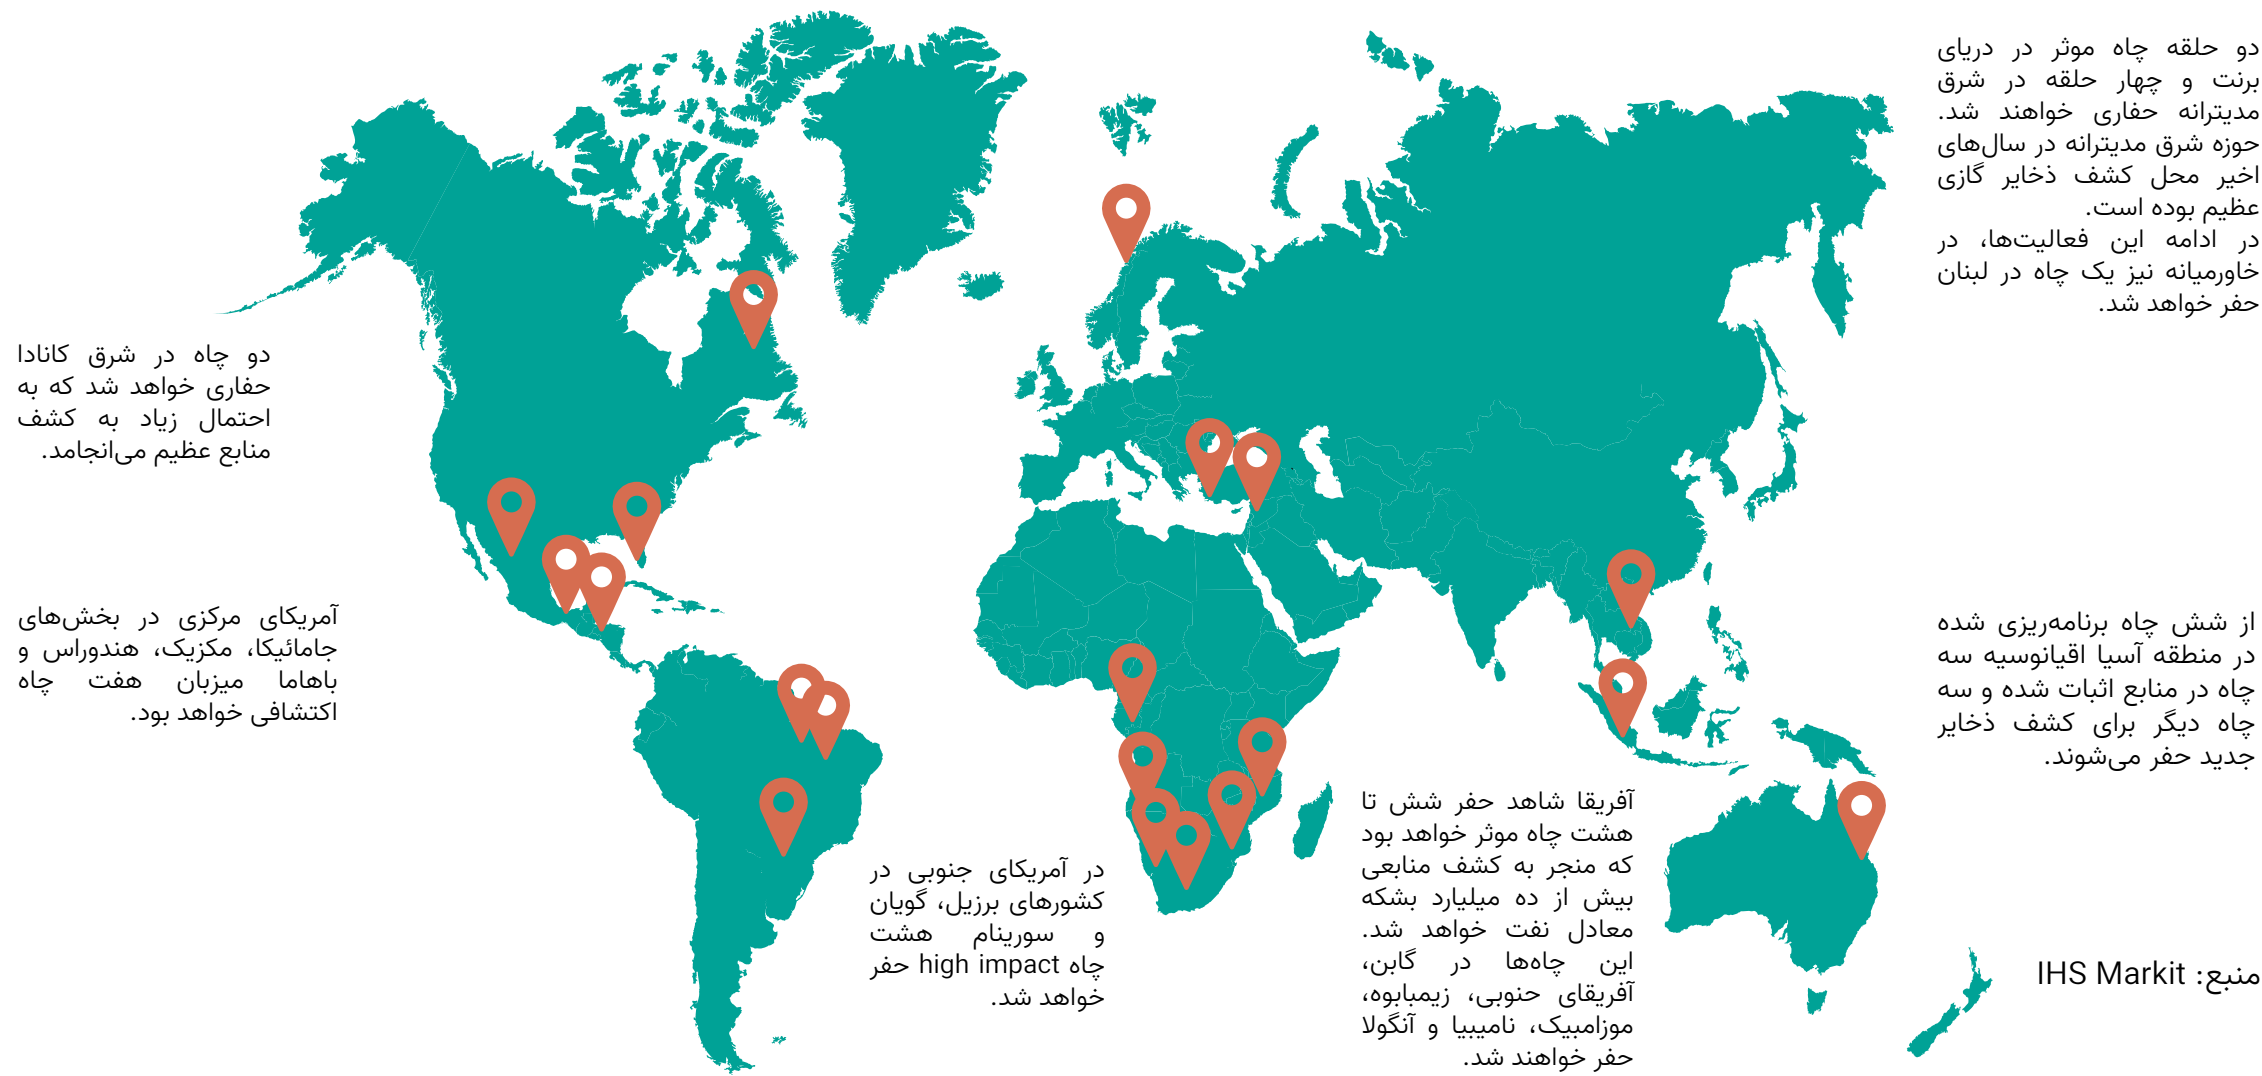 دو حلقه چاه موثر در دریای
برنت و چهار حلقه در شرق
مدیترانه حفاری خواهند شد.
حوزه شرق مدیترانه در سال‌های
اخیر محل کشف ذخایر گازی
عظیم بوده است.
در ادامه این فعالیت‌ها، در
خاورمیانه نیز یک چاه در لبنان
حفر خواهد شد.
دو چاه در شرق کانادا
حفاری خواهد شد که به
احتمال زیاد به کشف
منابع عظیم می‌انجامد.
آمریکای مرکزی در بخش‌های
جامائیکا، مکزیک، هندوراس و
باهاما میزبان هفت چاه
اکتشافی خواهد بود.
از شش چاه برنامه‌ریزی شده
در منطقه آسیا اقیانوسیه سه
چاه در منابع اثبات شده و سه
چاه دیگر برای کشف ذخایر
جدید حفر می‌شوند.
آفریقا شاهد حفر شش تا
هشت چاه موثر خواهد بود
که منجر به کشف منابعی
بیش از ده میلیارد بشکه
معادل نفت خواهد شد.
این چاه‌ها در گابن،
آفریقای حنوبی، زیمبابوه،
موزامبیک، نامیبیا و آنگولا
حفر خواهند شد.
در آمریکای جنوبی در
کشورهای برزیل، گویان
و سورینام هشت
چاه high impact حفر
خواهد شد.
منبع: IHS Markit